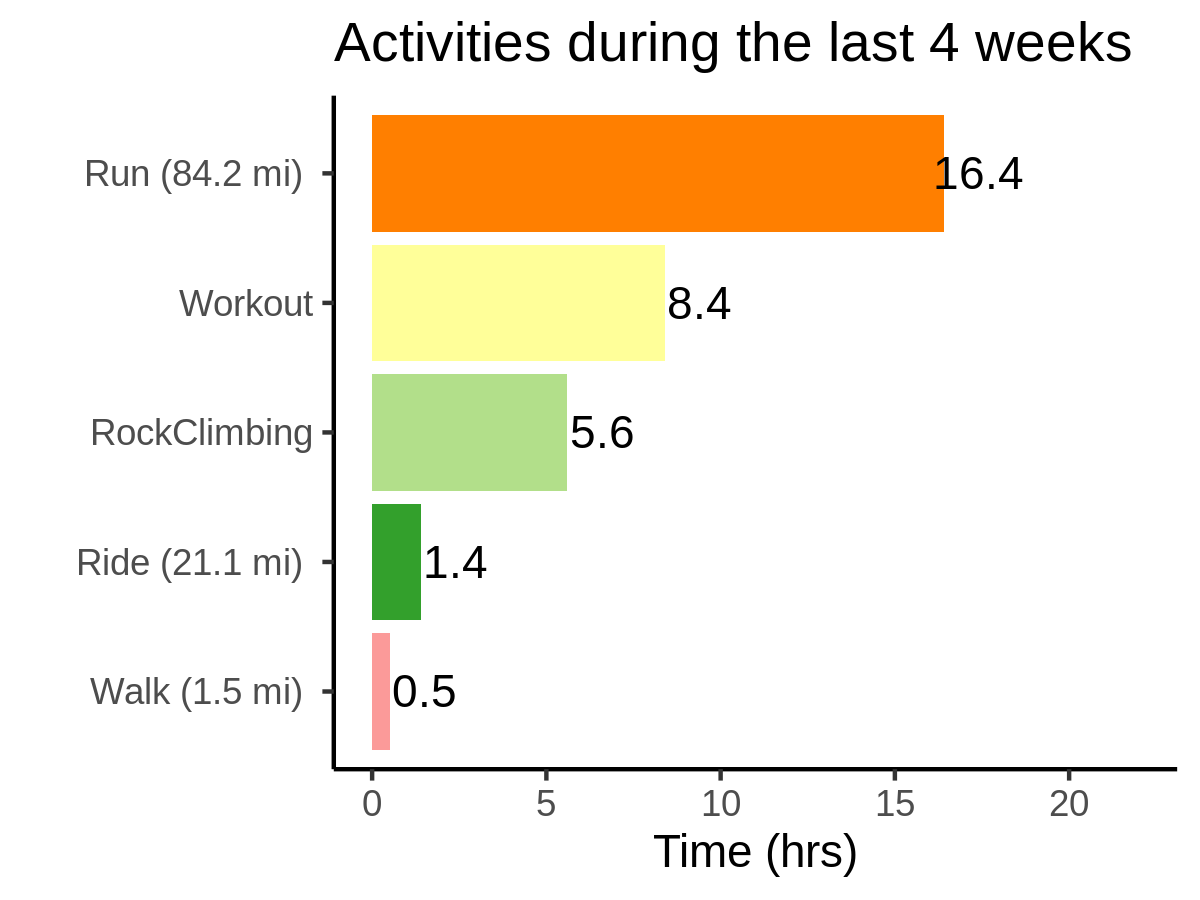 Activities during the last 4 weeks
Run (84.2 mi) 16.4
Workout 8.4
RockClimbing 5.6
Ride (21.1 mi) 1.4
Walk (1.5 mi) 0.5
0 5 10 15 20
Time (hrs)